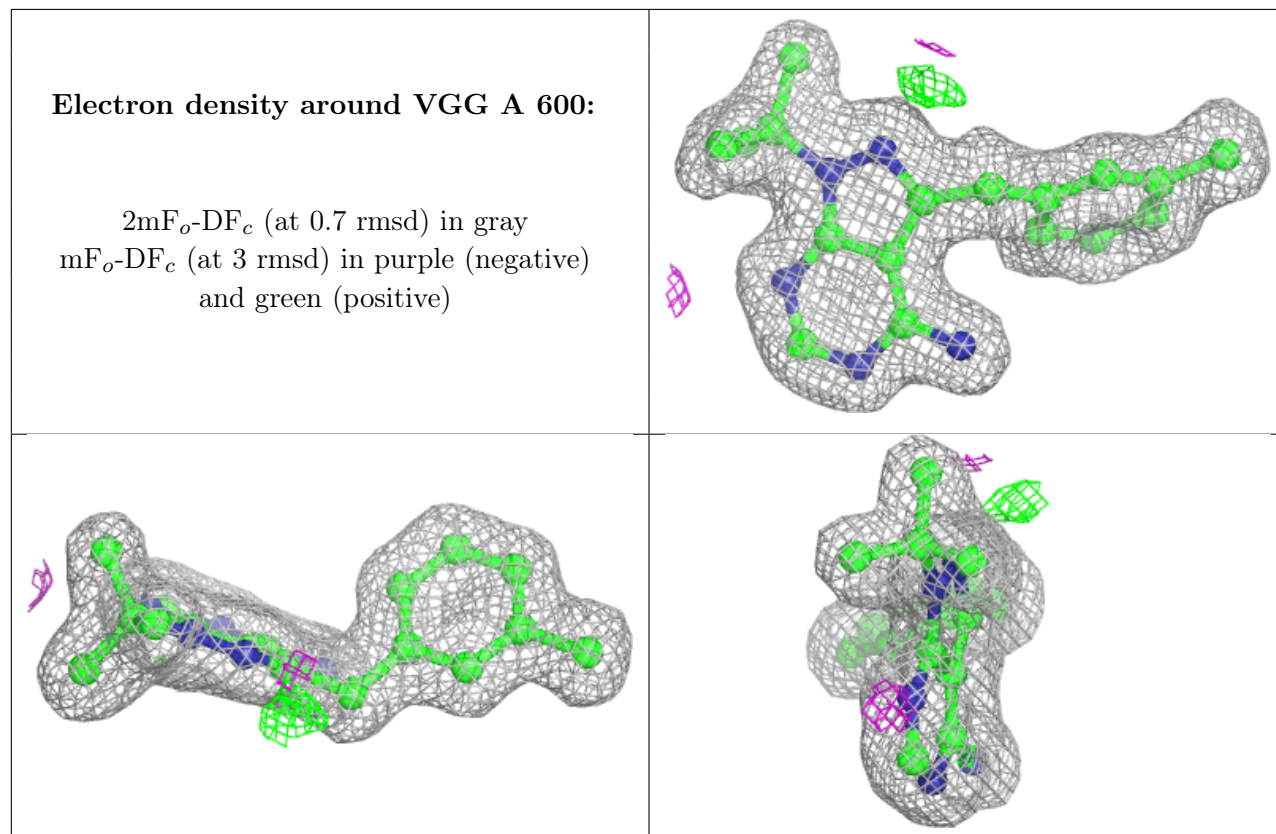 Electron density around VGG A 600:
2mFₒ-DF𝒸 (at 0.7 rmsd) in gray
mFₒ-DF𝒸 (at 3 rmsd) in purple (negative)
and green (positive)